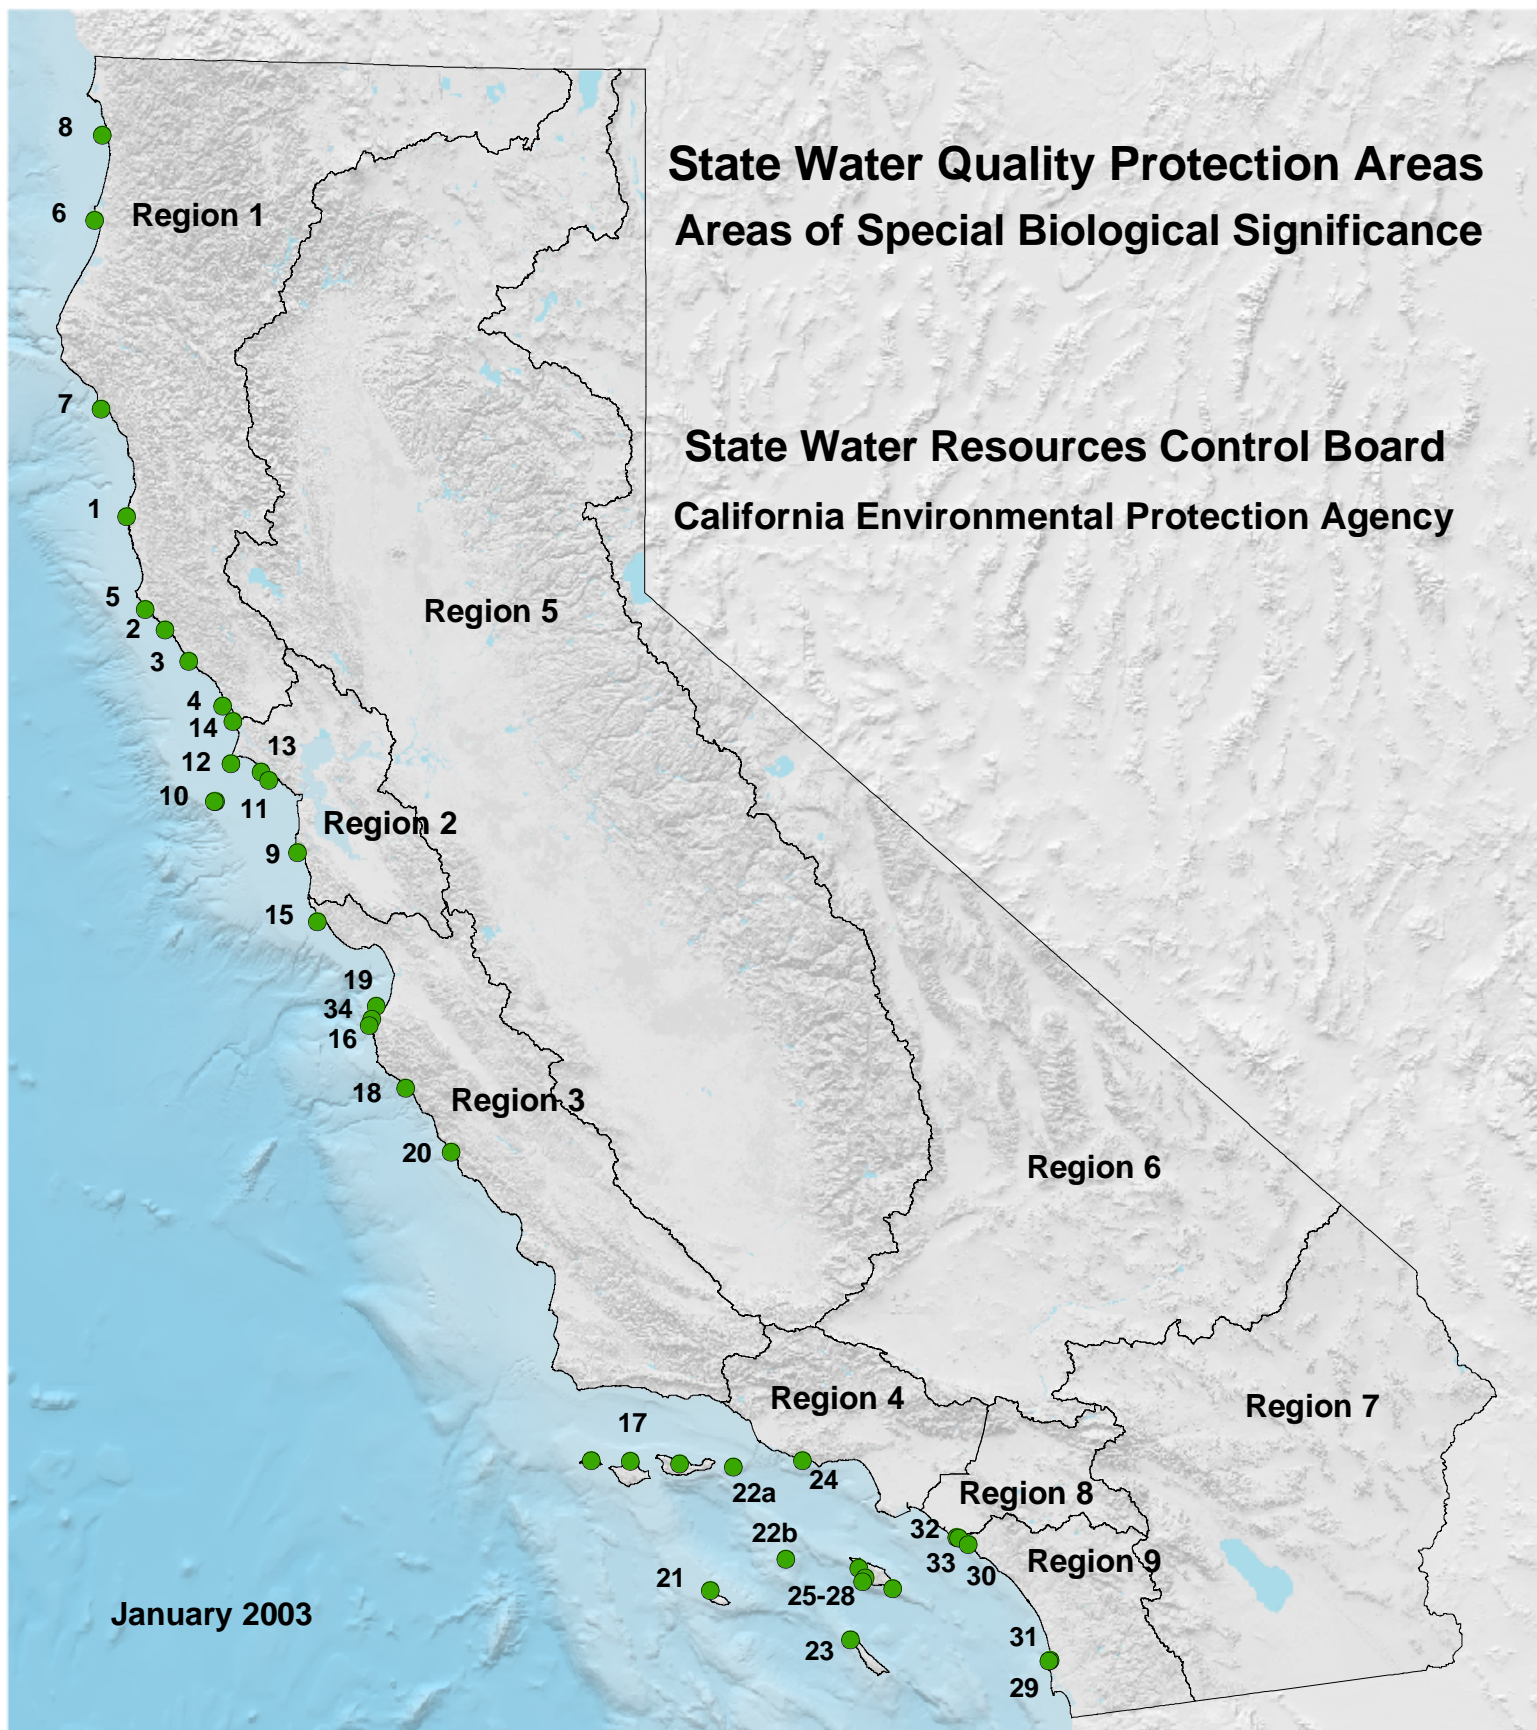 State Water Quality Protection Areas
Areas of Special Biological Significance
State Water Resources Control Board
California Environmental Protection Agency
8
6
Region 1
7
1
5
2
Region 5
3
4
14
13
12
10
11
Region 2
9
15
19
34
16
18
Region 3
20
Region 6
Region 4
Region 7
17
24
22a
Region 8
32
22b
33
Region 9
30
21
25-28
January 2003
23
31
29